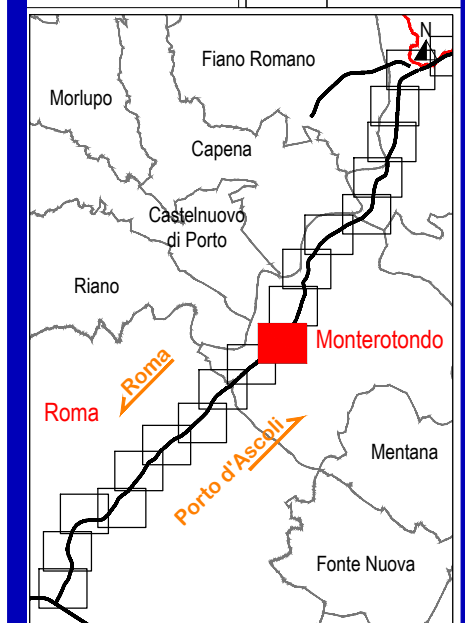 N
Fiano Romano
Morlupo
Capena
Castelnuovo
di Porto
Riano
Monterotondo
Roma
Roma
Porto d'Ascoli
Mentana
Fonte Nuova